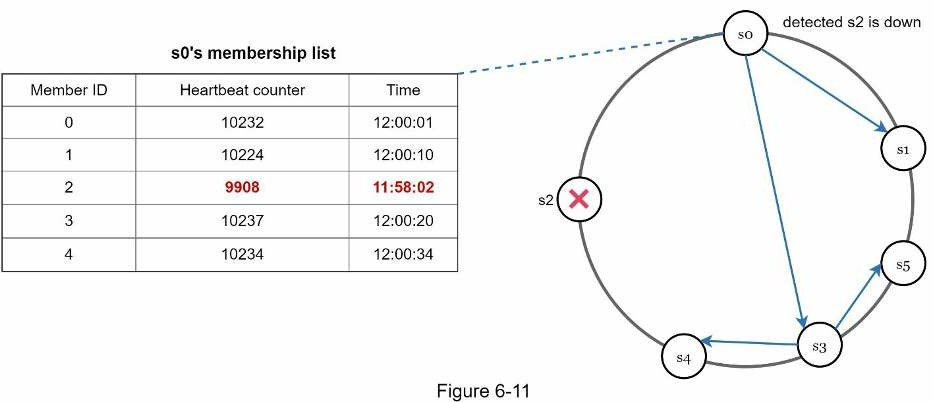 s0's membership list
Member ID Heartbeat counter Time
0 10232 12:00:01
1 10224 12:00:10
2 9908 11:58:02
3 10237 12:00:20
4 10234 12:00:34
s0
detected s2 is down
s1
s2
s5
s3
s4
Figure 6-11